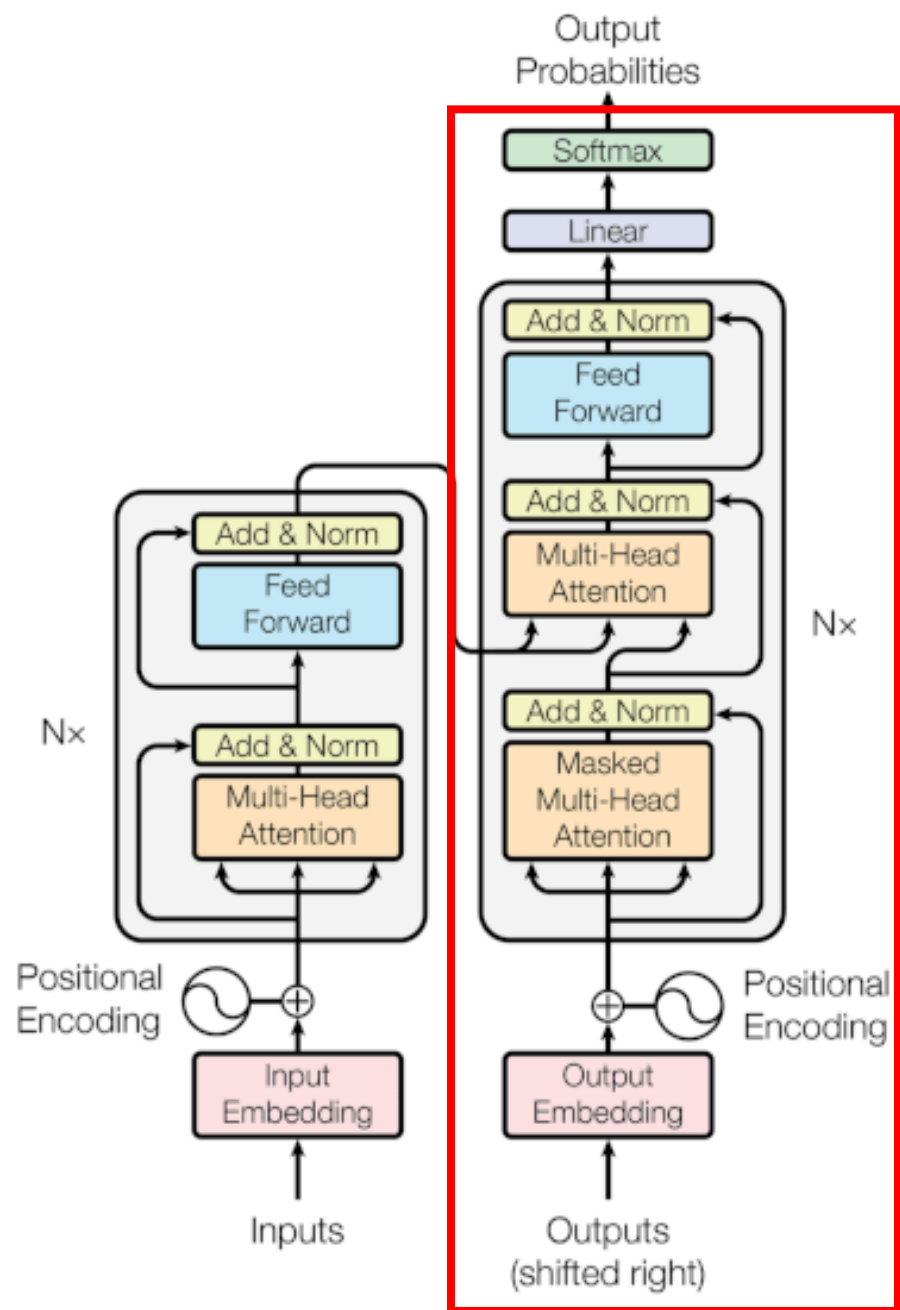 Output
Probabilities
Softmax
Linear
Add & Norm
Feed
Forward
Add & Norm
Multi-Head
Attention
N×
Add & Norm
Masked
Multi-Head
Attention
Positional
Encoding
Output
Embedding
Outputs
(shifted right)
Add & Norm
Feed
Forward
N×
Add & Norm
Multi-Head
Attention
Positional
Encoding
Input
Embedding
Inputs